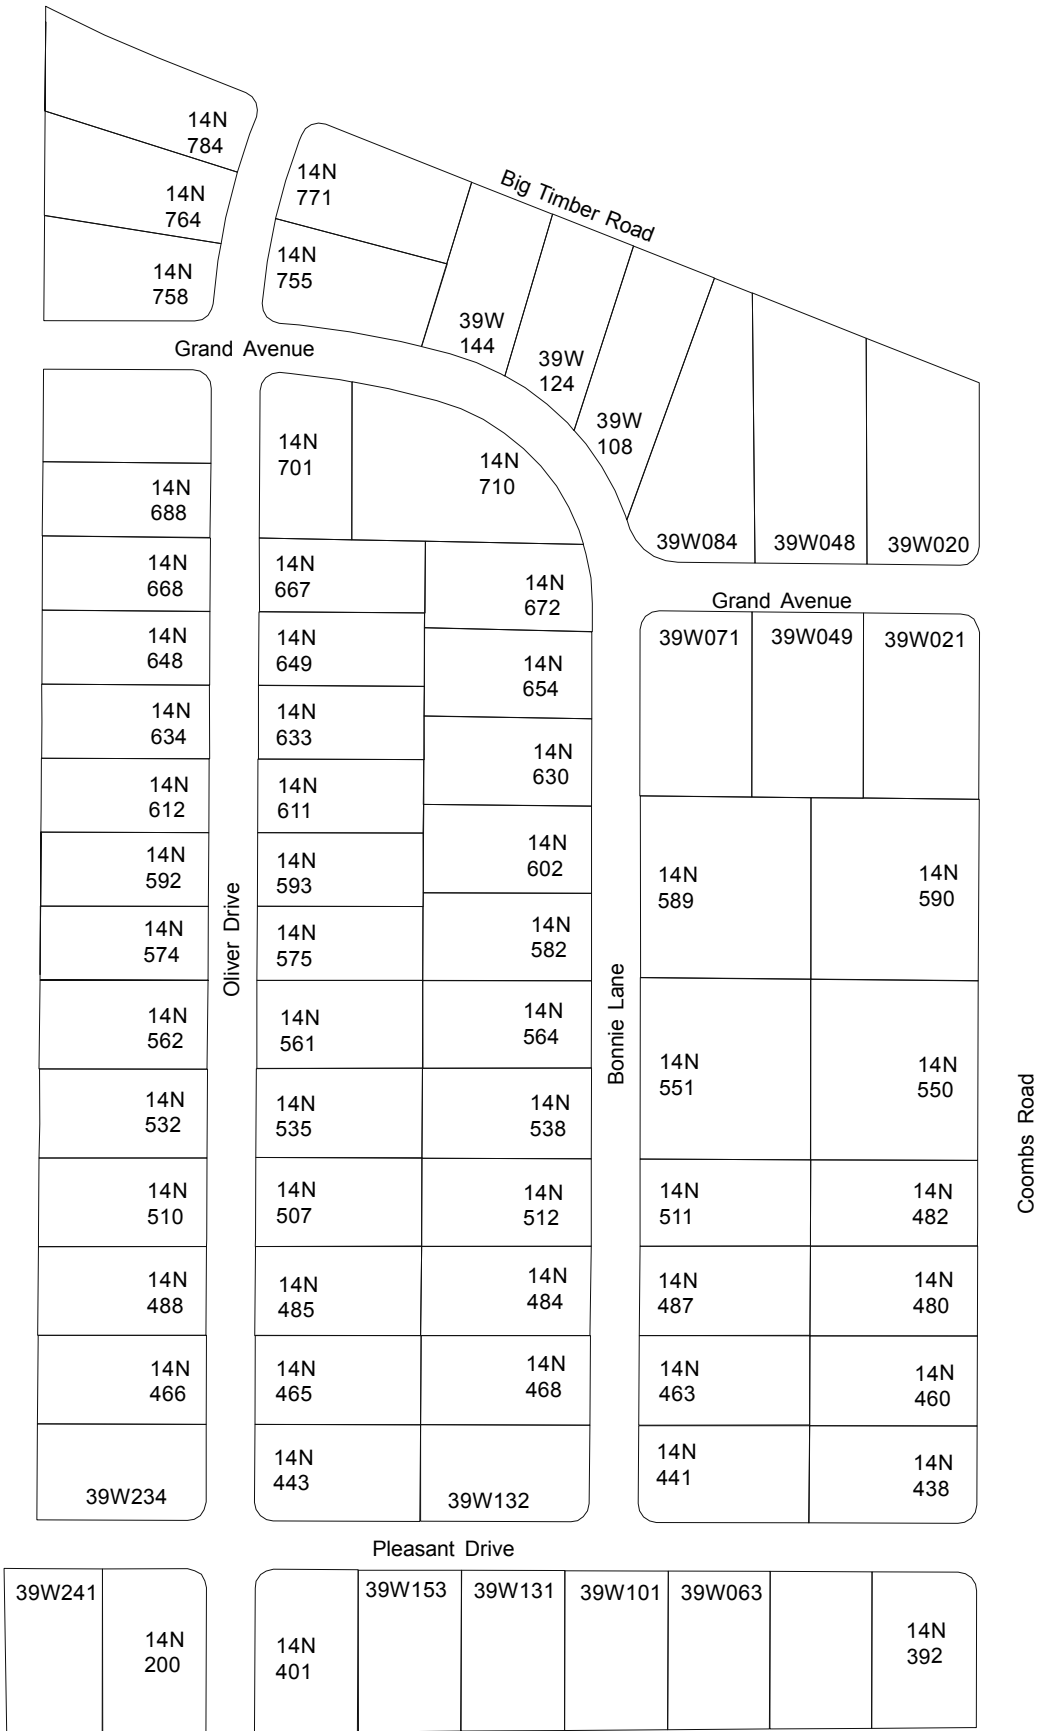 14N
784
14N
764
14N
758
14N
771
14N
755
Big Timber Road
39W
144
39W
124
39W
108
39W084
39W048
39W020
Grand Avenue
14N
688
14N
668
14N
648
14N
634
14N
612
14N
592
14N
574
14N
562
14N
532
14N
510
14N
488
14N
466
39W234
Oliver Drive
14N
701
14N
710
14N
667
14N
649
14N
633
14N
611
14N
593
14N
575
14N
561
14N
535
14N
507
14N
485
14N
465
14N
443
14N
672
14N
654
14N
630
14N
602
14N
582
14N
564
14N
538
14N
512
14N
484
14N
468
39W132
Bonnie Lane
Grand Avenue
39W071
39W049
39W021
14N
589
14N
590
14N
551
14N
550
14N
511
14N
482
14N
487
14N
480
14N
463
14N
460
14N
441
14N
438
Coombs Road
Pleasant Drive
39W241
14N
200
14N
401
39W153
39W131
39W101
39W063
14N
392